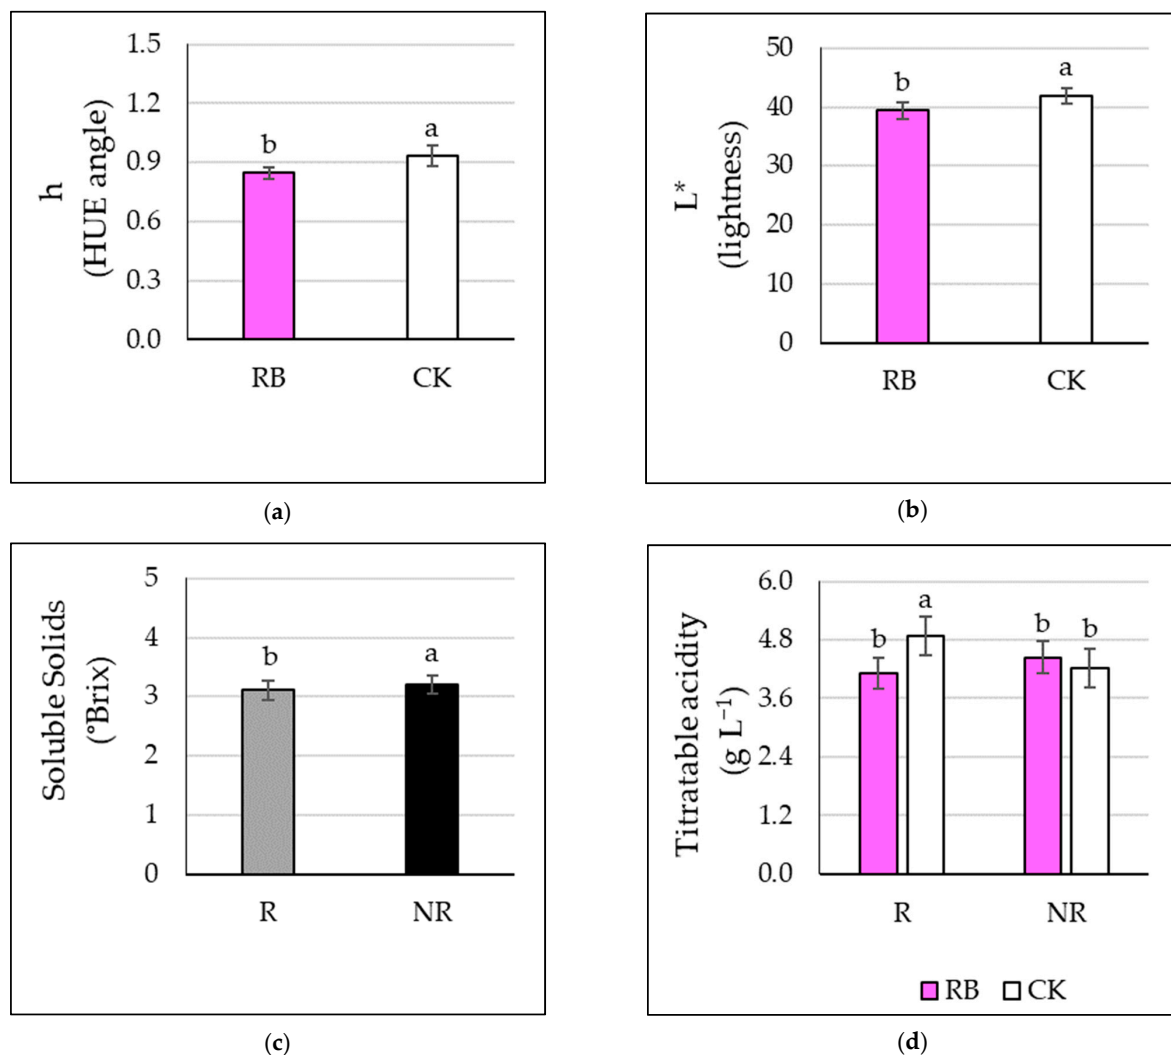 h
(HUE angle)
1.5
1.2
0.9
0.6
0.3
0.0
b
a
RB CK
(a)
L*
(lightness)
50
40
30
20
10
0
b
a
RB CK
(b)
Soluble Solids
(°Brix)
5
4
3
2
1
0
b
a
R NR
(c)
Titratable acidity
(g L⁻¹)
6.0
4.8
3.6
2.4
1.2
0.0
b
a
b
b
R NR
RB CK
(d)